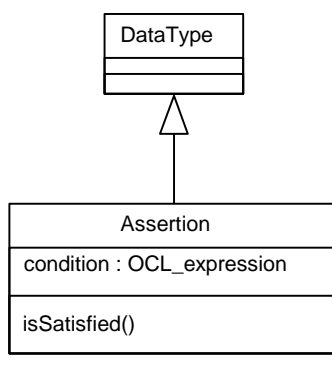 DataType
Assertion
condition : OCL_expression
isSatisfied()